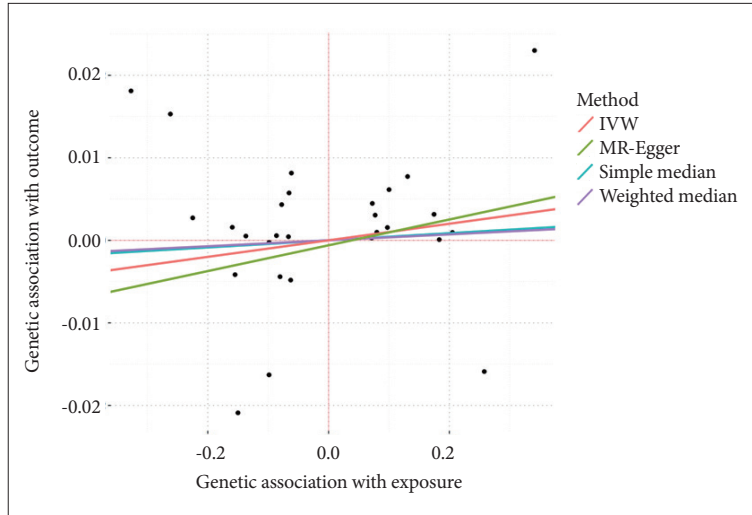 Genetic association with outcome
0.02
0.01
0.00
-0.01
-0.02
-0.2
0.0
0.2
Genetic association with exposure
Method
IVW
MR-Egger
Simple median
Weighted median